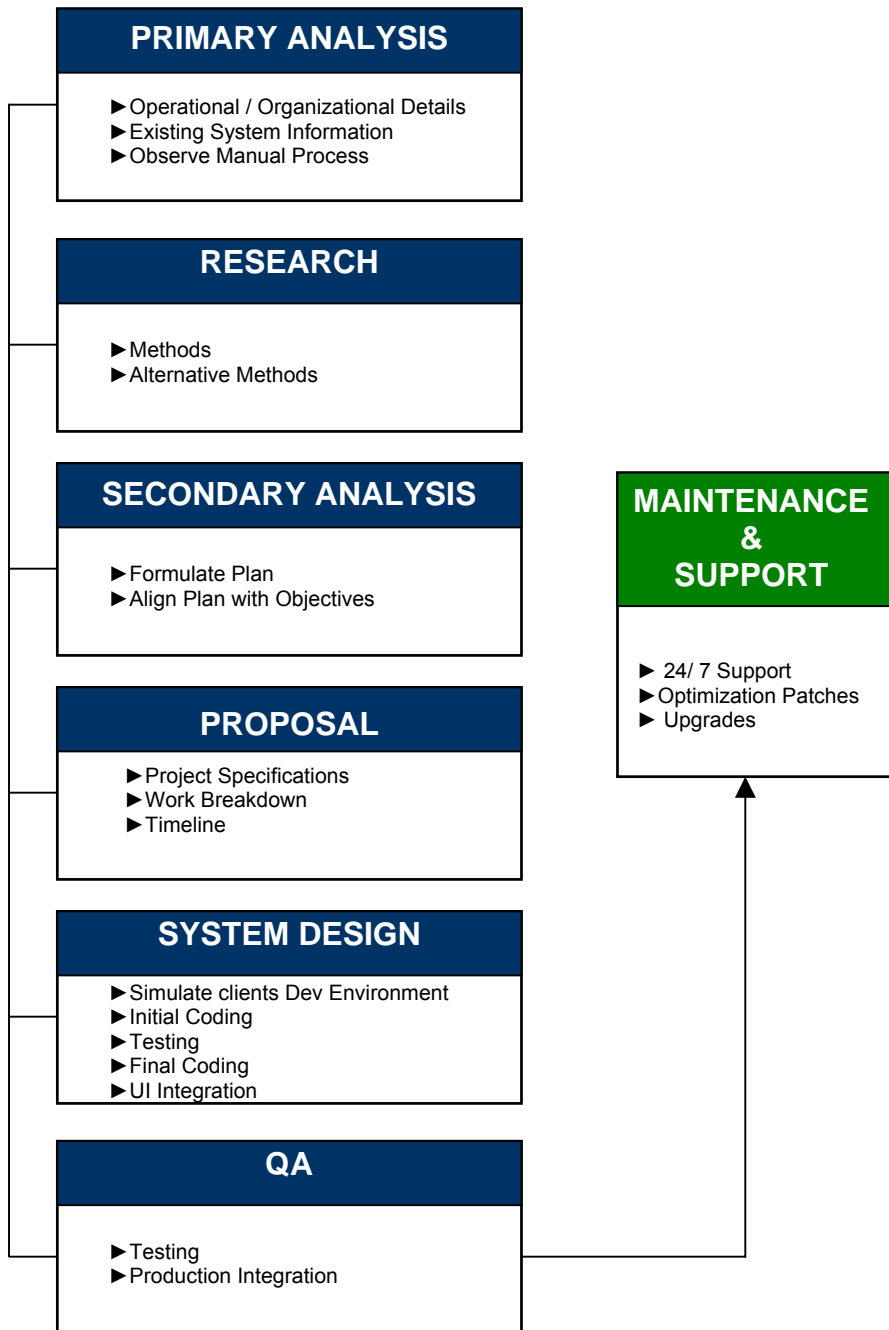 PRIMARY ANALYSIS
►Operational / Organizational Details
►Existing System Information
►Observe Manual Process
RESEARCH
►Methods
►Alternative Methods
SECONDARY ANALYSIS
►Formulate Plan
►Align Plan with Objectives
PROPOSAL
►Project Specifications
►Work Breakdown
►Timeline
SYSTEM DESIGN
►Simulate clients Dev Environment
►Initial Coding
►Testing
►Final Coding
►UI Integration
QA
►Testing
►Production Integration
MAINTENANCE
&
SUPPORT
► 24/ 7 Support
►Optimization Patches
► Upgrades